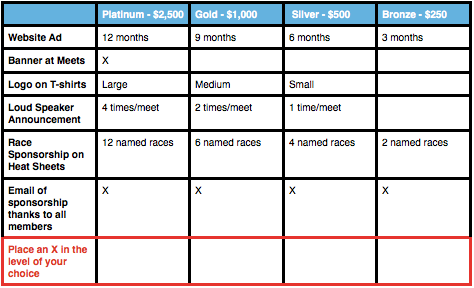 Platinum - $2,500 Gold - $1,000 Silver - $500 Bronze - $250
Website Ad 12 months 9 months 6 months 3 months
Banner at Meets X
Logo on T-shirts Large Medium Small
Loud Speaker 4 times/meet 2 times/meet 1 time/meet
Announcement
Race 12 named races 6 named races 4 named races 2 named races
Sponsorship on
Heat Sheets
Email of X X X X
sponsorship
thanks to all
members
Place an X in the
level of your
choice